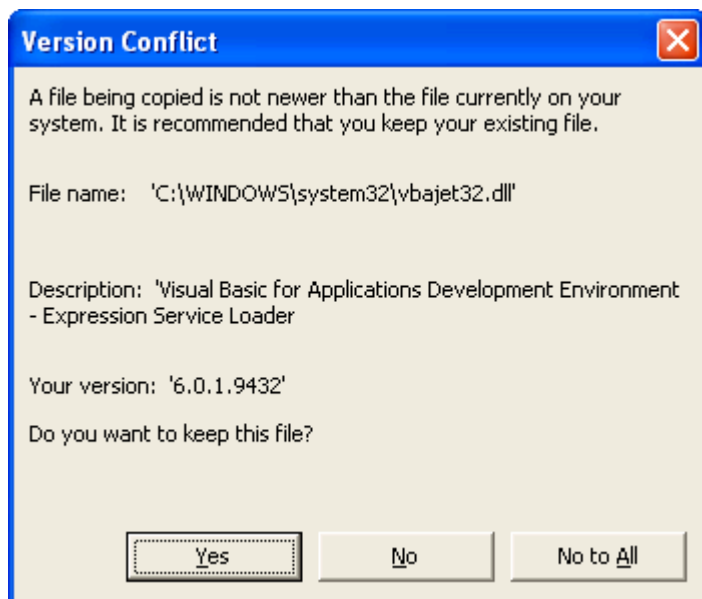 Version Conflict
A file being copied is not newer than the file currently on your
system. It is recommended that you keep your existing file.
File name: 'C:\WINDOWS\system32\vbajet32.dll'
Description: 'Visual Basic for Applications Development Environment
- Expression Service Loader
Your version: '6.0.1.9432'
Do you want to keep this file?
Yes No No to All